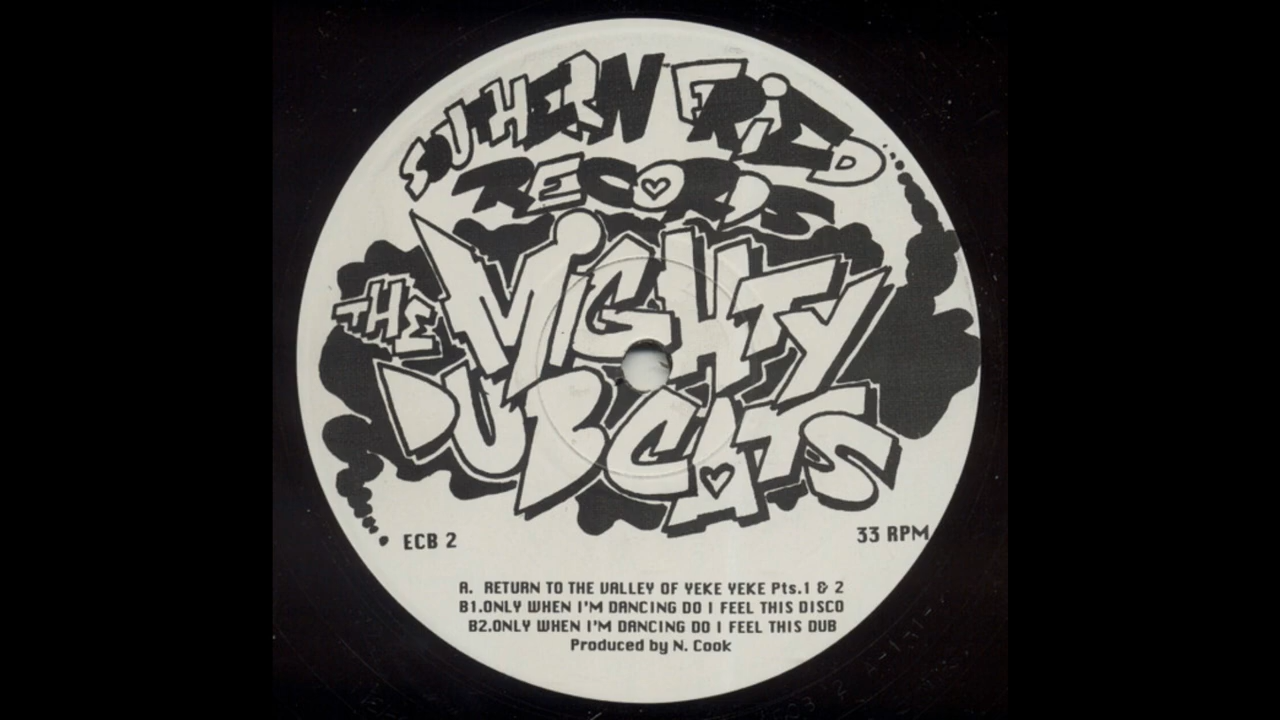 SOUTHERN FRIED
RECORDS
THE MIGHTY
DUB CATS
ECB 2
33 RPM
A. RETURN TO THE VALLEY OF YEKE YEKE Pts.1 & 2
B1.ONLY WHEN I'M DANCING DO I FEEL THIS DISCO
B2.ONLY WHEN I'M DANCING DO I FEEL THIS DUB
Produced by N. Cook